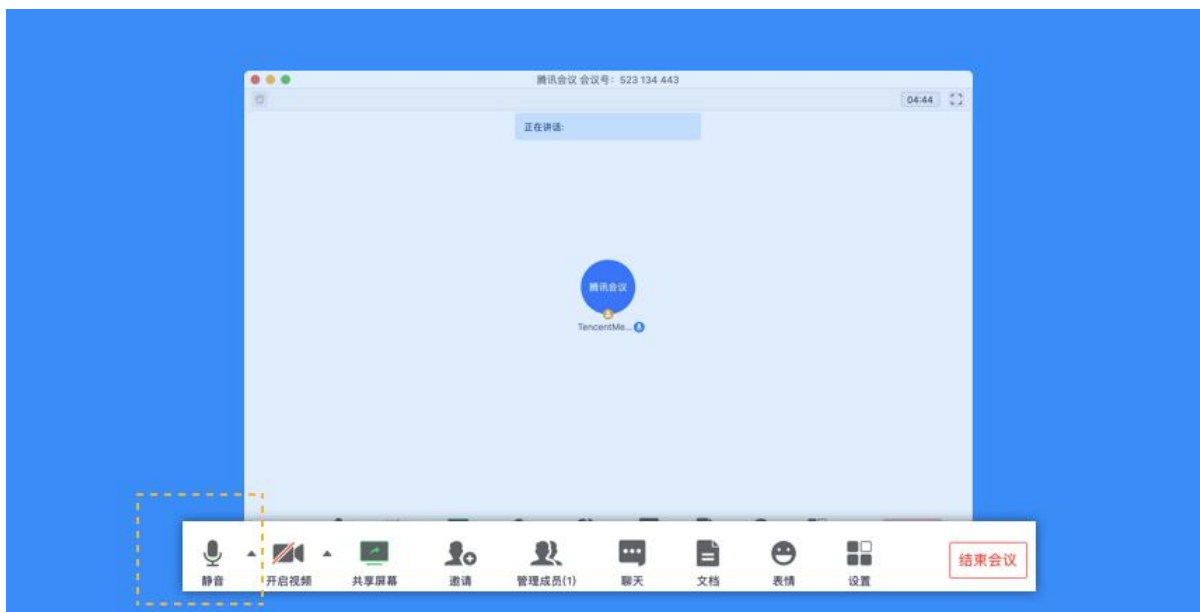 腾讯会议 会议号：523 134 443
04:44
正在讲话:
腾讯会议
TencentMe...
静音
开启视频
共享屏幕
邀请
管理成员(1)
聊天
文档
表情
设置
结束会议